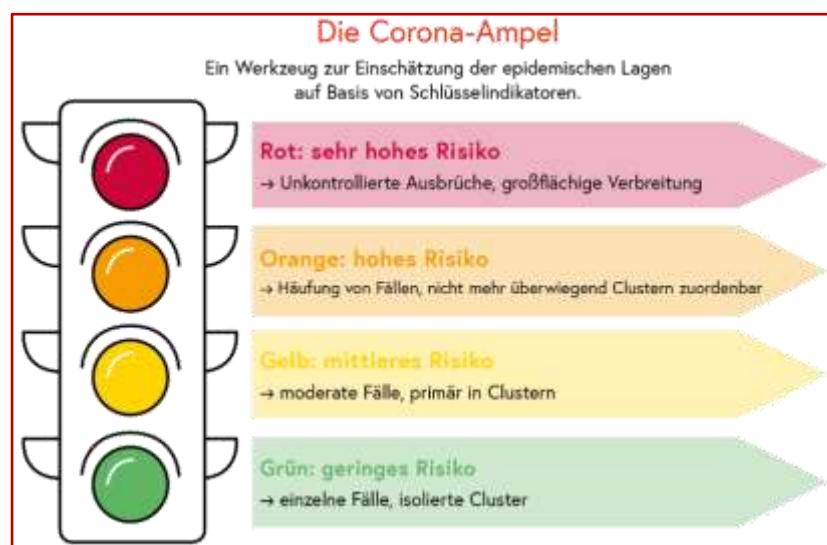 Die Corona-Ampel
Ein Werkzeug zur Einschätzung der epidemischen Lagen
auf Basis von Schlüsselindikatoren.
Rot: sehr hohes Risiko
→ Unkontrollierte Ausbrüche, großflächige Verbreitung
Orange: hohes Risiko
→ Häufung von Fällen, nicht mehr überwiegend Clustern zuordenbar
Gelb: mittleres Risiko
→ moderate Fälle, primär in Clustern
Grün: geringes Risiko
→ einzelne Fälle, isolierte Cluster